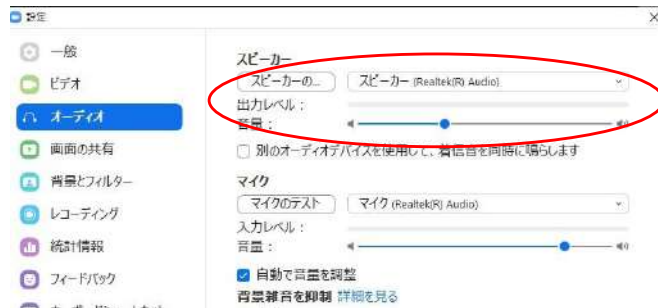 設定
一般
ビデオ
オーディオ
画面の共有
背景とフィルター
レコーディング
統計情報
フィードバック
スピーカー
スピーカーの... スピーカー (Realtek(R) Audio)
出力レベル：
音量：
別のオーディオデバイスを使用して、着信音を同時に鳴らします
マイク
マイクのテスト マイク (Realtek(R) Audio)
入力レベル：
音量：
自動で音量を調整
背景雑音を抑制 詳細を見る